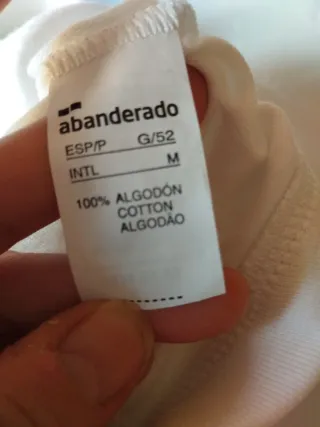 abanderado
ESP/P G/52
INTL M
100% ALGODÓN
COTTON
ALGODÃO